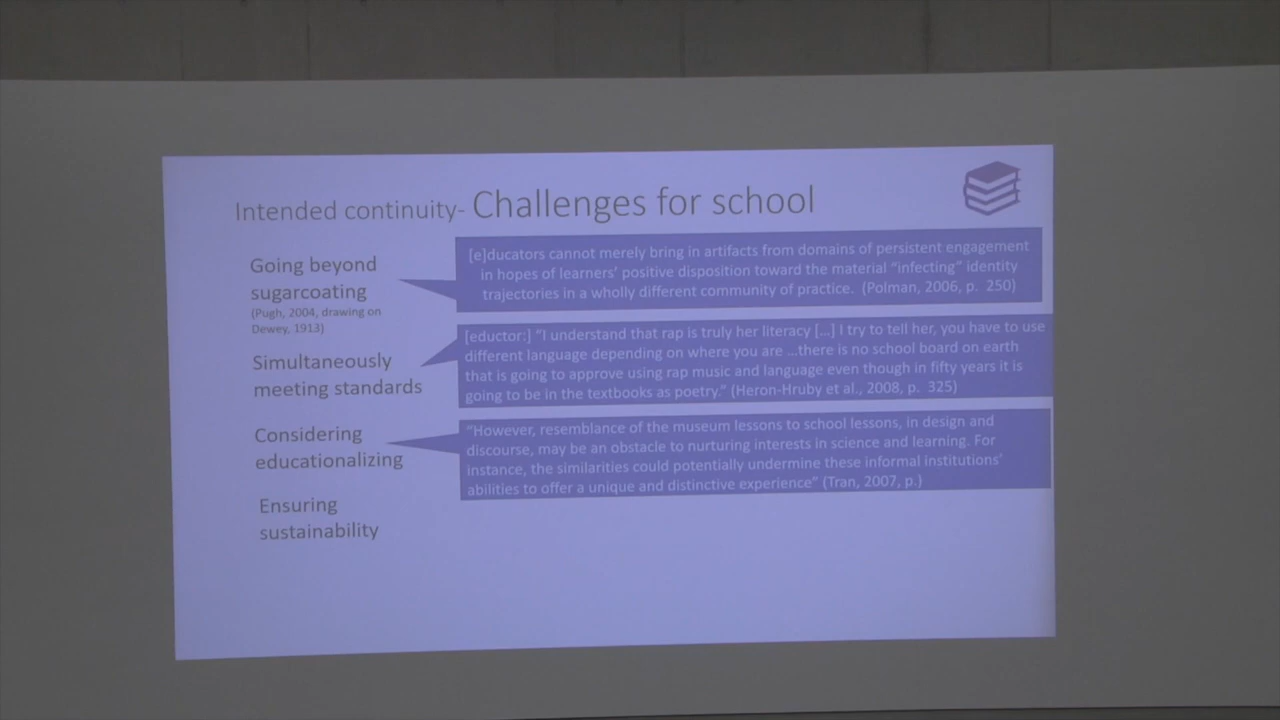 Intended continuity- Challenges for school
Going beyond
sugarcoating
(Pugh, 2004, drawing on
Dewey, 1913)
[e]ducators cannot merely bring in artifacts from domains of persistent engagement
in hopes of learners' positive disposition toward the material "infecting" identity
trajectories in a wholly different community of practice. (Polman, 2006, p. 250)
Simultaneously
meeting standards
[eductor:] "I understand that rap is truly her literacy [...] I try to tell her, you have to use
different language depending on where you are ...there is no school board on earth
that is going to approve using rap music and language even though in fifty years it is
going to be in the textbooks as poetry." (Heron-Hruby et al., 2008, p. 325)
Considering
educationalizing
"However, resemblance of the museum lessons to school lessons, in design and
discourse, may be an obstacle to nurturing interests in science and learning. For
instance, the similarities could potentially undermine these informal institutions'
abilities to offer a unique and distinctive experience" (Tran, 2007, p.)
Ensuring
sustainability